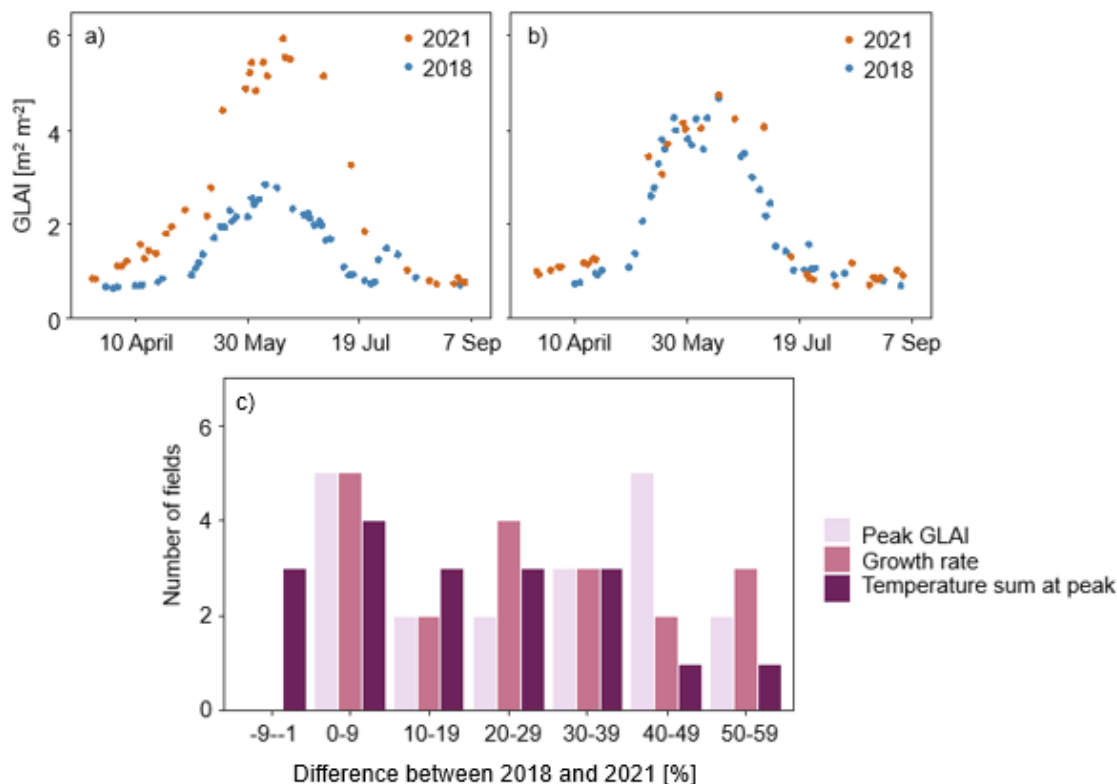 a)
2021
2018
b)
2021
2018
GLAI [m² m⁻²]
6
4
2
0
10 April 30 May 19 Jul 7 Sep
10 April 30 May 19 Jul 7 Sep
c)
Number of fields
6
4
2
0
-9--1 0-9 10-19 20-29 30-39 40-49 50-59
Difference between 2018 and 2021 [%]
Peak GLAI
Growth rate
Temperature sum at peak